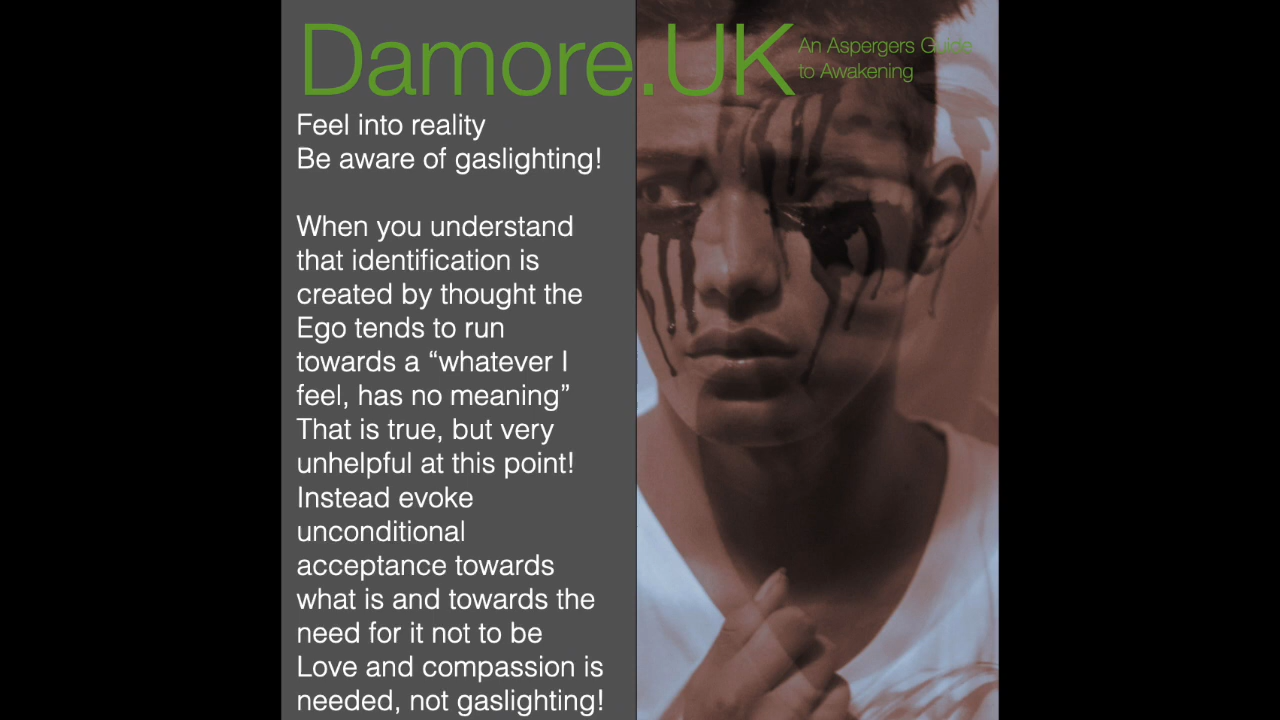 Damore.UK
An Aspergers Guide
to Awakening
Feel into reality
Be aware of gaslighting!
When you understand
that identification is
created by thought the
Ego tends to run
towards a “whatever I
feel, has no meaning”
That is true, but very
unhelpful at this point!
Instead evoke
unconditional
acceptance towards
what is and towards the
need for it not to be
Love and compassion is
needed, not gaslighting!